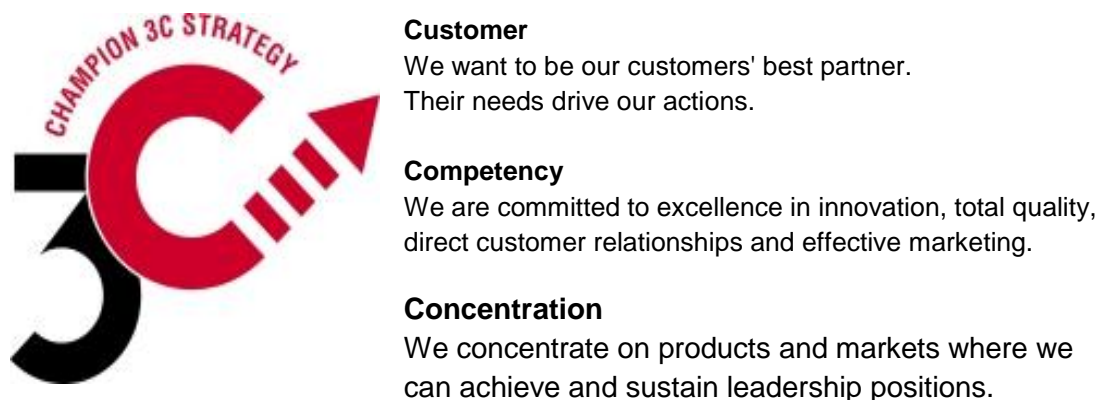 CHAMPION 3C STRATEGY
3C
Customer
We want to be our customers' best partner.
Their needs drive our actions.
Competency
We are committed to excellence in innovation, total quality,
direct customer relationships and effective marketing.
Concentration
We concentrate on products and markets where we
can achieve and sustain leadership positions.